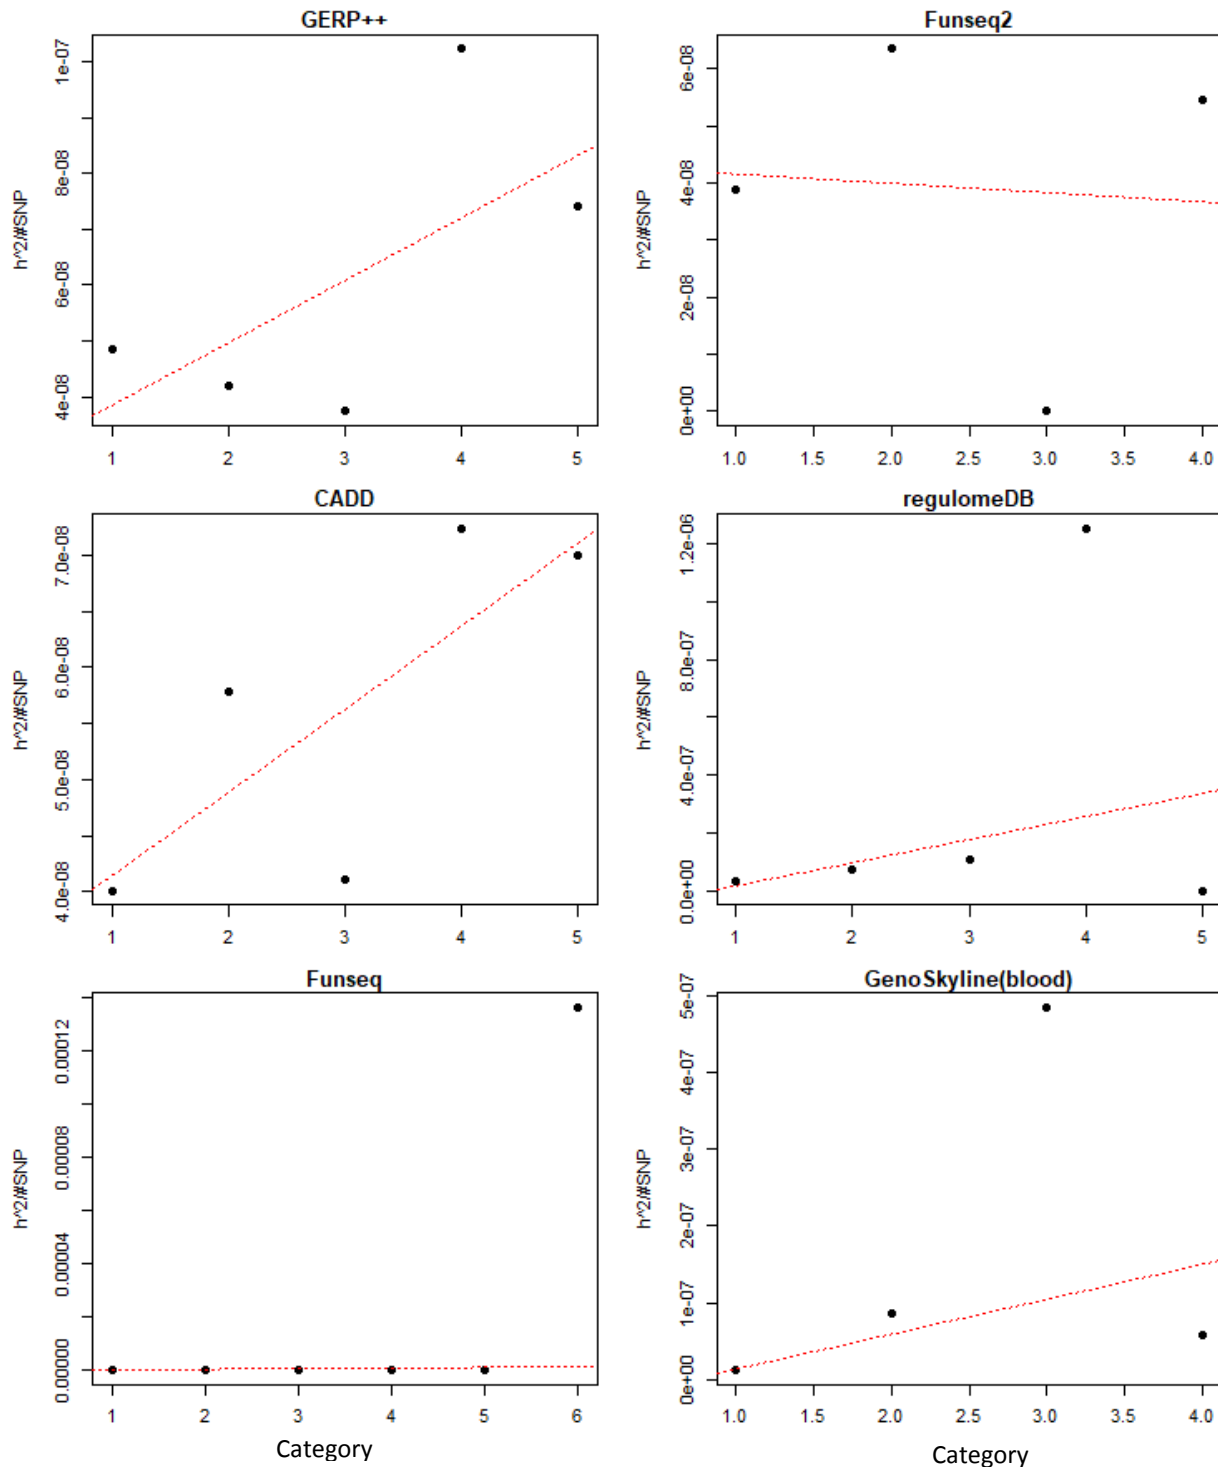 GERP++
h^2/#SNP
4e-08 6e-08 8e-08 1e-07
1 2 3 4 5
Funseq2
h^2/#SNP
0e+00 2e-08 4e-08 6e-08
1.0 1.5 2.0 2.5 3.0 3.5 4.0
CADD
h^2/#SNP
4.0e-08 5.0e-08 6.0e-08 7.0e-08
1 2 3 4 5
regulomeDB
h^2/#SNP
0.0e+00 4.0e-07 8.0e-07 1.2e-06
1 2 3 4 5
Funseq
h^2/#SNP
0.00000 0.00004 0.00008 0.00012
1 2 3 4 5 6
Category
GenoSkyline(blood)
h^2/#SNP
0e+00 1e-07 2e-07 3e-07 4e-07 5e-07
1.0 1.5 2.0 2.5 3.0 3.5 4.0
Category